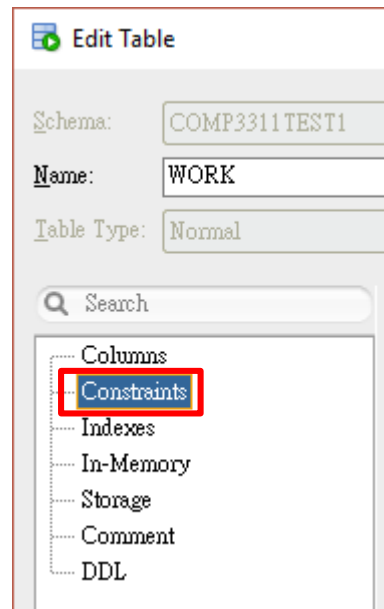 Edit Table
Schema: COMP3311TEST1
Name: WORK
Table Type: Normal
Search
Columns
Constraints
Indexes
In-Memory
Storage
Comment
DDL